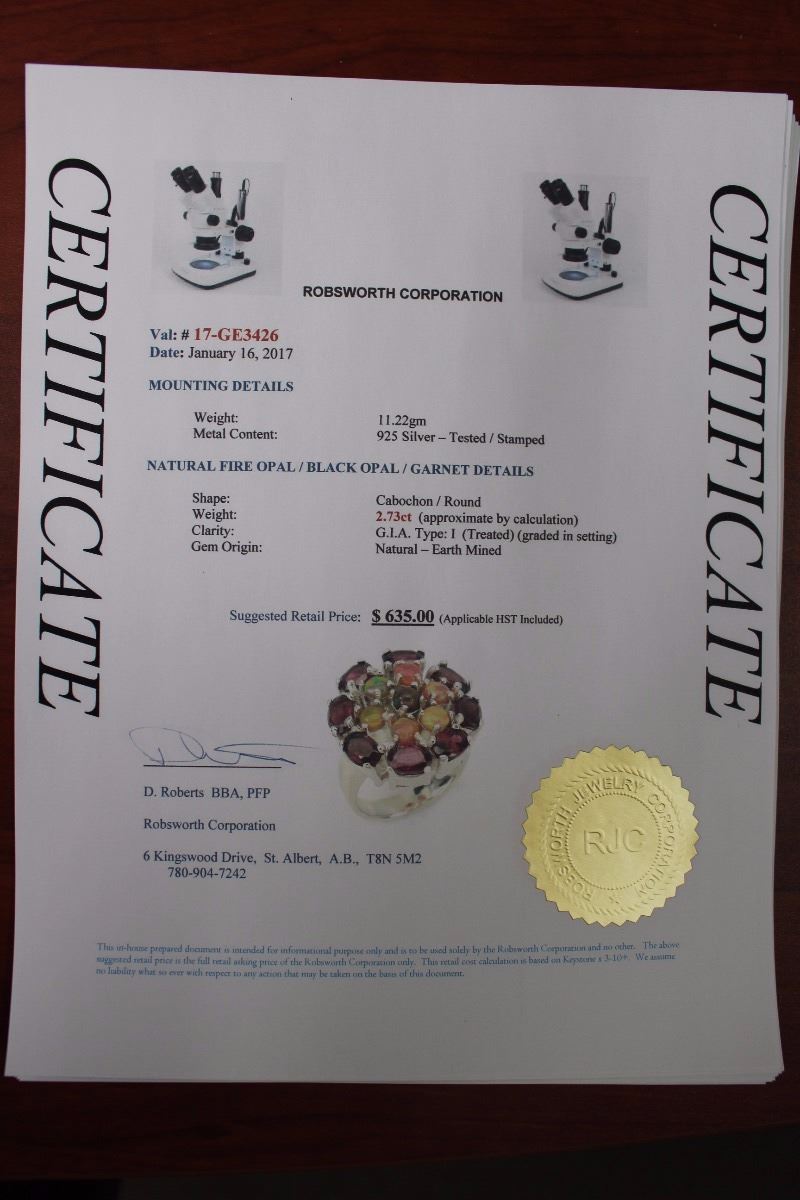 CERTIFICATE
CERTIFICATE
ROBSWORTH CORPORATION
Val: # 17-GE3426
Date: January 16, 2017
MOUNTING DETAILS
Weight: 11.22gm
Metal Content: 925 Silver – Tested / Stamped
NATURAL FIRE OPAL / BLACK OPAL / GARNET DETAILS
Shape: Cabochon / Round
Weight: 2.73ct (approximate by calculation)
Clarity: G.I.A. Type: I (Treated) (graded in setting)
Gem Origin: Natural – Earth Mined
Suggested Retail Price: $ 635.00 (Applicable HST Included)
D. Roberts BBA, PFP
Robsworth Corporation
6 Kingswood Drive, St. Albert, A.B., T8N 5M2
780-904-7242
ROBSWORTH JEWELRY CORPORATION
RJC
This in-house prepared document is intended for informational purpose only and is to be used solely by the Robsworth Corporation and no other. The above
suggested retail price is the full retail asking price of the Robsworth Corporation only. This retail cost calculation is based on Keystone x 3-10+. We assume
no liability what so ever with respect to any action that may be taken on the basis of this document.